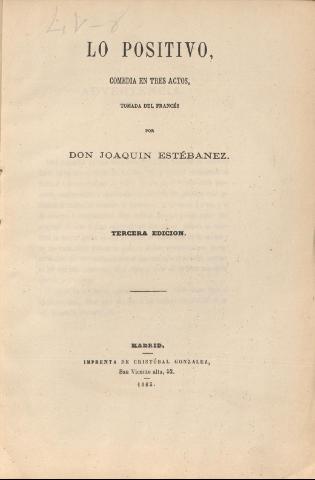 LO POSITIVO,
COMEDIA EN TRES ACTOS,
TOMADA DEL FRANCÉS
POR
DON JOAQUIN ESTÉBANEZ.
TERCERA EDICION.
MADRID,
IMPRENTA DE CRISTÓBAL GONZALEZ,
San Vicente alta, 52.